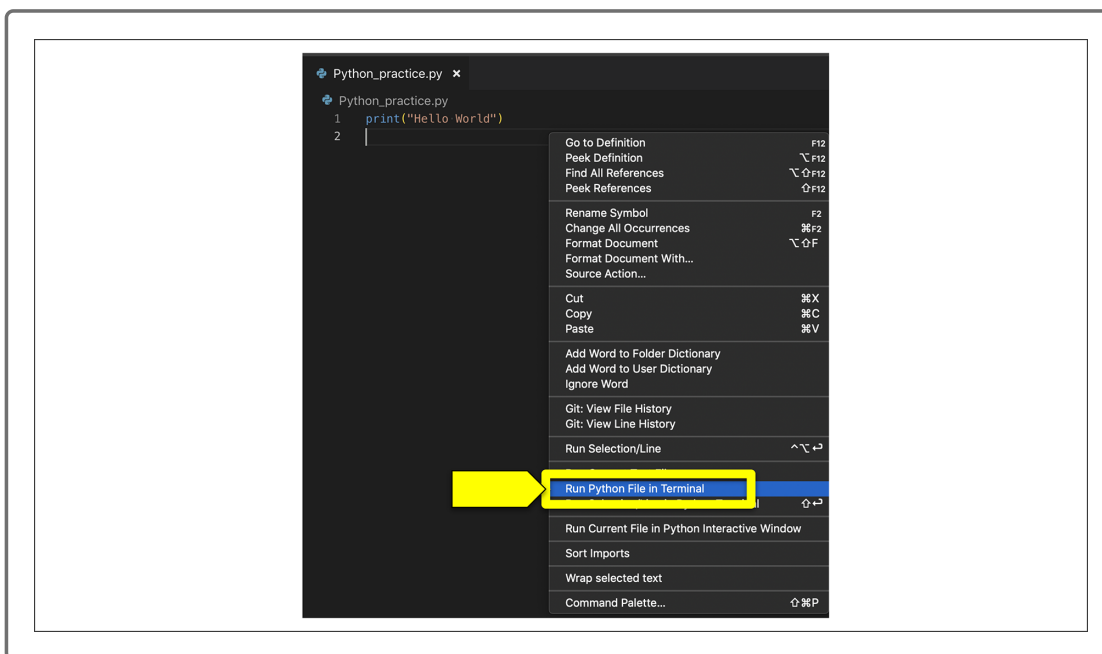 Python_practice.py ×
Python_practice.py
1 print("Hello World")
2
Go to Definition F12
Peek Definition ⌥F12
Find All References ⌥⇧F12
Peek References ⇧F12
Rename Symbol F2
Change All Occurrences ⌘F2
Format Document ⌥⇧F
Format Document With...
Source Action...
Cut ⌘X
Copy ⌘C
Paste ⌘V
Add Word to Folder Dictionary
Add Word to User Dictionary
Ignore Word
Git: View File History
Git: View Line History
Run Selection/Line ^⌥↩
Run Python File in Terminal
⇧↩
Run Current File in Python Interactive Window
Sort Imports
Wrap selected text
Command Palette... ⇧⌘P